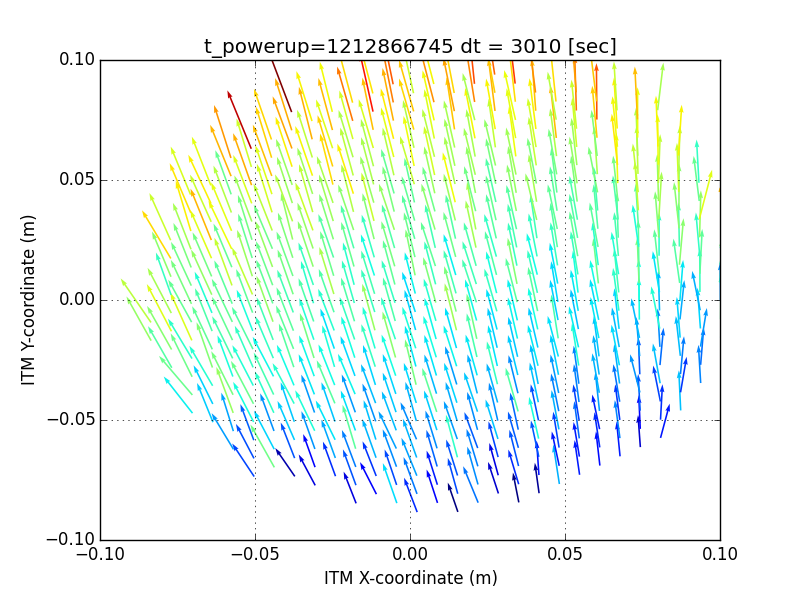 t_powerup=1212866745 dt = 3010 [sec]
0.10
0.05
0.00
−0.05
−0.10
ITM Y-coordinate (m)
−0.10 −0.05 0.00 0.05 0.10
ITM X-coordinate (m)